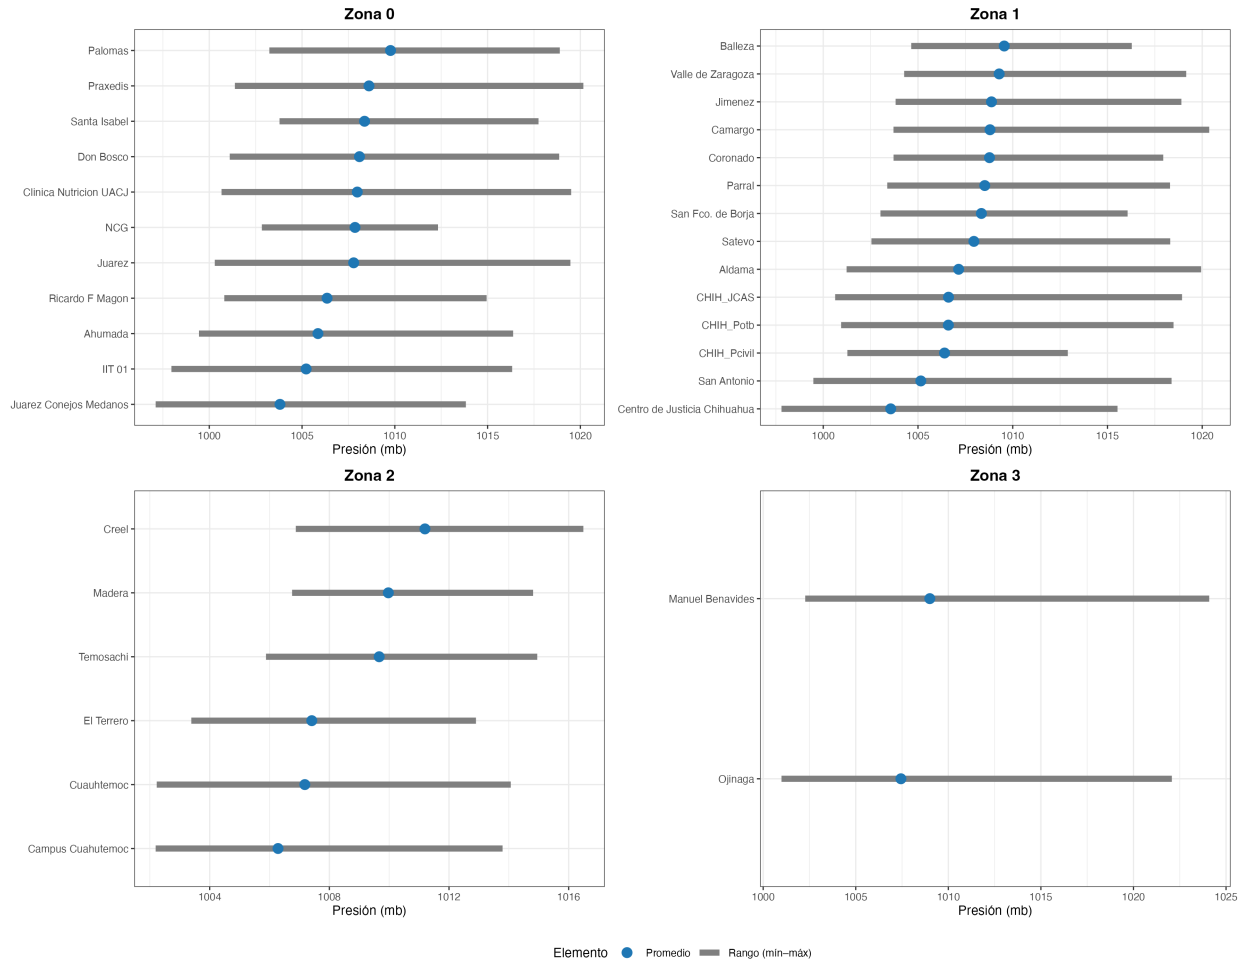 Zona 0
Palomas
Praxedis
Santa Isabel
Don Bosco
Clinica Nutricion UACJ
NCG
Juarez
Ricardo F Magon
Ahumada
IIT 01
Juarez Conejos Medanos
1000 1005 1010 1015 1020
Presión (mb)
Zona 1
Balleza
Valle de Zaragoza
Jimenez
Camargo
Coronado
Parral
San Fco. de Borja
Satevo
Aldama
CHIH_JCAS
CHIH_Potb
CHIH_Pcivil
San Antonio
Centro de Justicia Chihuahua
1000 1005 1010 1015 1020
Presión (mb)
Zona 2
Creel
Madera
Temosachi
El Terrero
Cuauhtemoc
Campus Cuahutemoc
1004 1008 1012 1016
Presión (mb)
Zona 3
Manuel Benavides
Ojinaga
1000 1005 1010 1015 1020 1025
Presión (mb)
Elemento Promedio Rango (mín–máx)